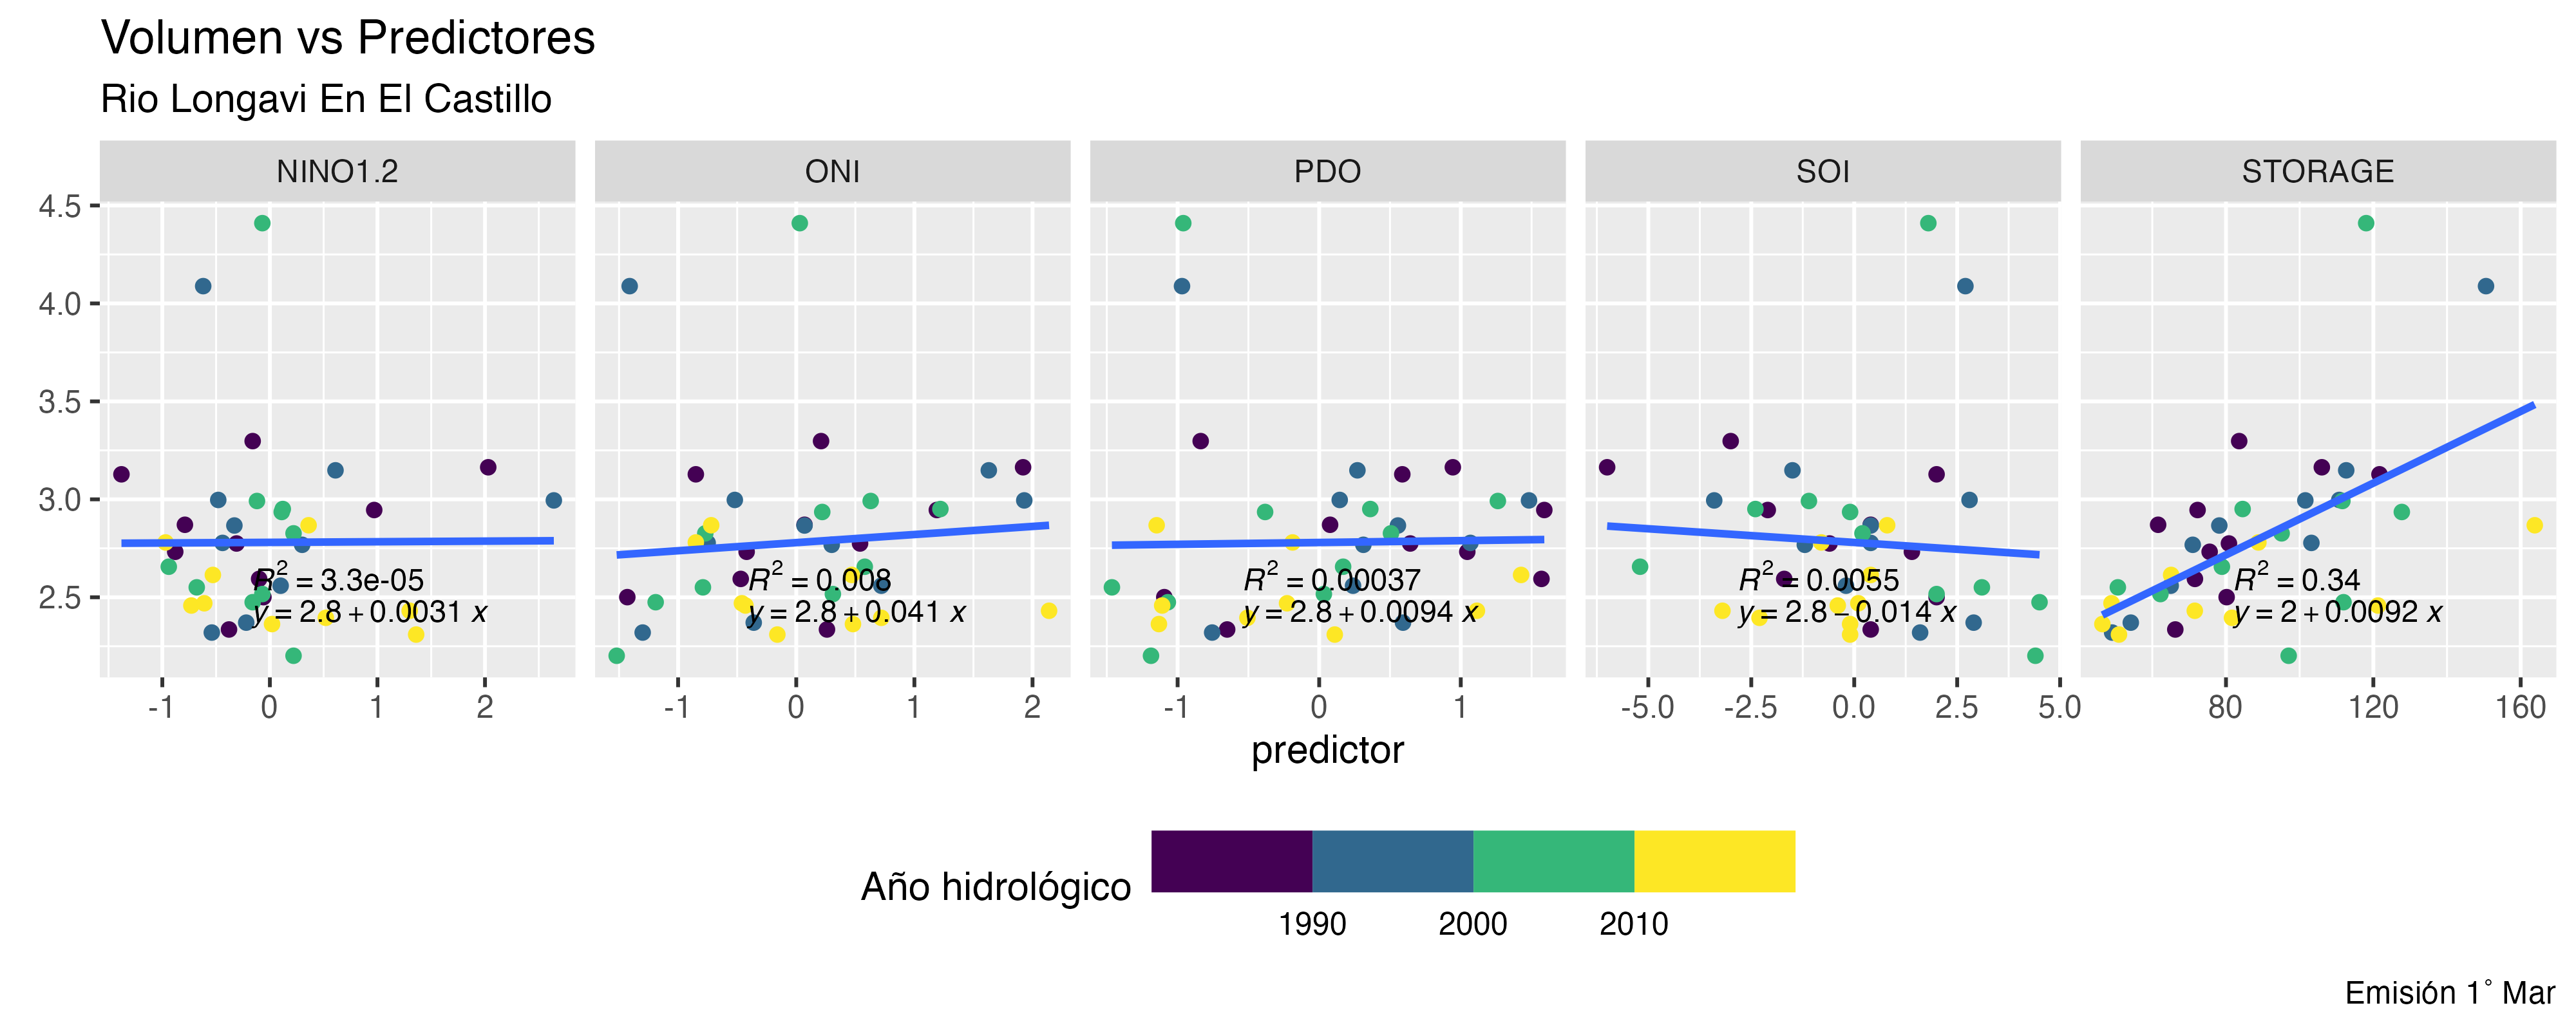 Volumen vs Predictores
Rio Longavi En El Castillo
NINO1.2 ONI PDO SOI STORAGE
4.5
4.0
3.5
3.0
2.5
R² = 3.3e-05 R² = 0.008 R² = 0.00037 R² = 0.0055 R² = 0.34
y = 2.8 + 0.0031 x y = 2.8 + 0.041 x y = 2.8 + 0.0094 x y = 2.8 − 0.014 x y = 2 + 0.0092 x
-1 0 1 2 -1 0 1 2 -1 0 1 -5.0 -2.5 0.0 2.5 5.0 80 120 160
predictor
Año hidrológico
1990 2000 2010
Emisión 1° Mar